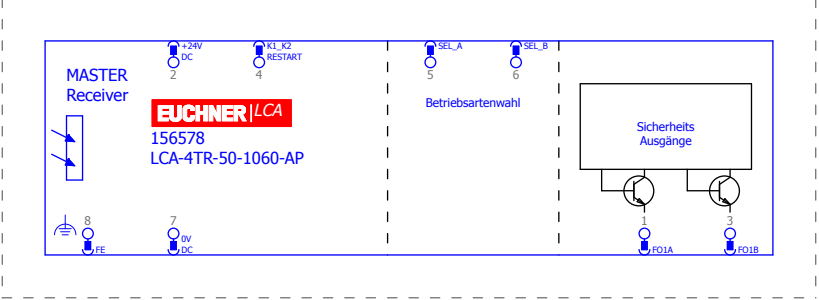 +24V
DC
2
K1_K2
RESTART
4
SEL_A
5
SEL_B
6
MASTER
Receiver
EUCHNER LCA
156578
LCA-4TR-50-1060-AP
Betriebsartenwahl
Sicherheits
Ausgänge
8
FE
7
0V
DC
1
FO1A
3
FO1B